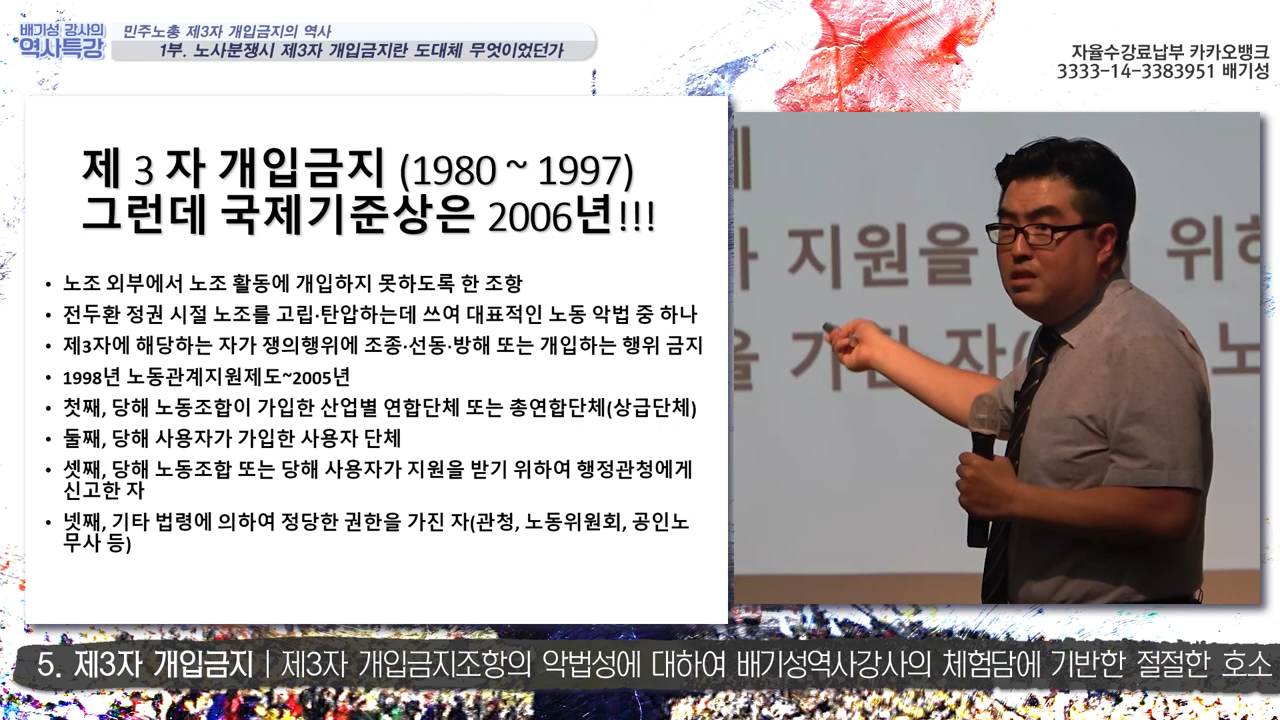 배기성 강사의
역사특강
민주노총 제3자 개입금지의 역사
1부. 노사분쟁시 제3자 개입금지란 도대체 무엇이었던가
자율수강료납부 카카오뱅크
3333-14-3383951 배기성
제 3 자 개입금지 (1980 ~ 1997)
그런데 국제기준상은 2006년!!!
• 노조 외부에서 노조 활동에 개입하지 못하도록 한 조항
• 전두환 정권 시절 노조를 고립·탄압하는데 쓰여 대표적인 노동 악법 중 하나
• 제3자에 해당하는 자가 쟁의행위에 조종·선동·방해 또는 개입하는 행위 금지
• 1998년 노동관계지원제도~2005년
• 첫째, 당해 노동조합이 가입한 산업별 연합단체 또는 총연합단체(상급단체)
• 둘째, 당해 사용자가 가입한 사용자 단체
• 셋째, 당해 노동조합 또는 당해 사용자가 지원을 받기 위하여 행정관청에게
신고한 자
• 넷째, 기타 법령에 의하여 정당한 권한을 가진 자(관청, 노동위원회, 공인노
무사 등)
지원을 위하
을 가진 자( 노
5. 제3자 개입금지 | 제3자 개입금지조항의 악법성에 대하여 배기성역사강사의 체험담에 기반한 절절한 호소